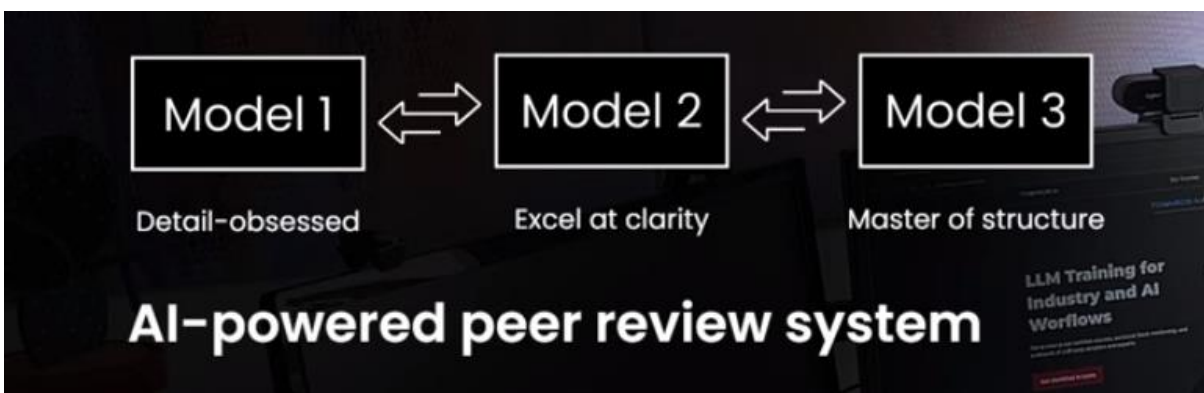 Model 1
Model 2
Model 3
Detail-obsessed
Excel at clarity
Master of structure
AI-powered peer review system
LLM Training for
Industry and AI
Worflows